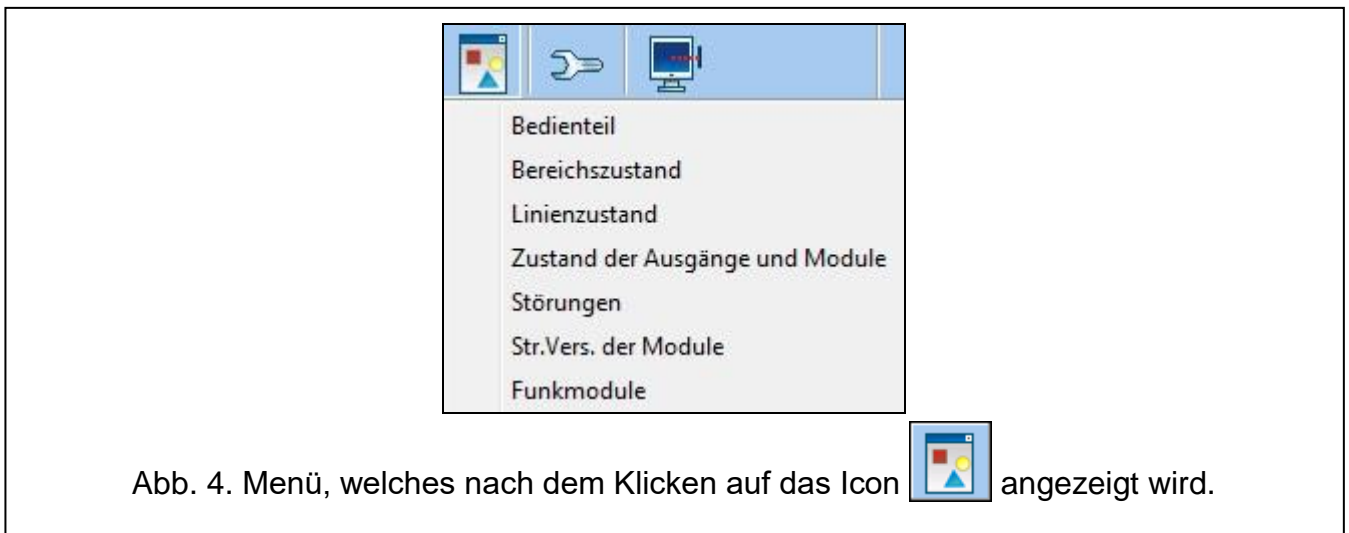 Bedienteil
Bereichszustand
Linienzustand
Zustand der Ausgänge und Module
Störungen
Str.Vers. der Module
Funkmodule
Abb. 4. Menü, welches nach dem Klicken auf das Icon angezeigt wird.